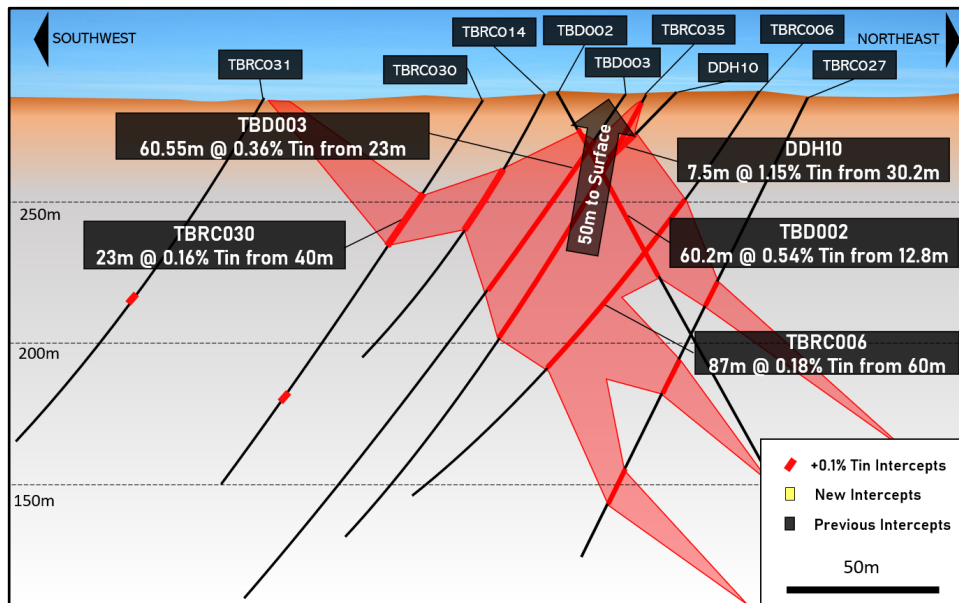 SOUTHWEST
NORTHEAST
TBRC031
TBRC030
TBRC014
TBD002
TBD003
TBRC035
DDH10
TBRC006
TBRC027
TBD003
60.55m @ 0.36% Tin from 23m
DDH10
7.5m @ 1.15% Tin from 30.2m
50m to Surface
250m
TBRC030
23m @ 0.16% Tin from 40m
TBD002
60.2m @ 0.54% Tin from 12.8m
200m
TBRC006
87m @ 0.18% Tin from 60m
150m
+0.1% Tin Intercepts
New Intercepts
Previous Intercepts
50m